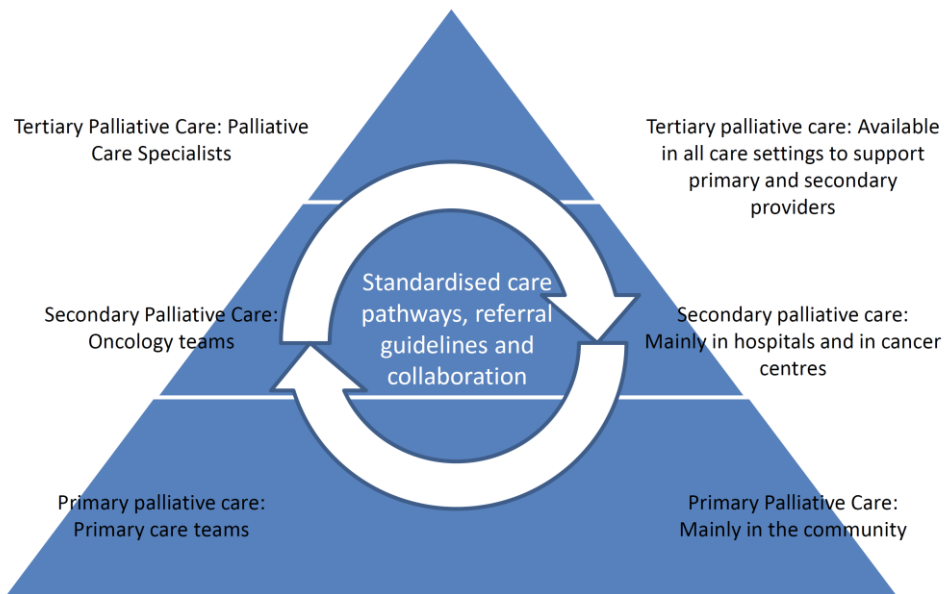 Tertiary Palliative Care: Palliative
Care Specialists
Tertiary palliative care: Available
in all care settings to support
primary and secondary
providers
Secondary Palliative Care:
Oncology teams
Standardised care
pathways, referral
guidelines and
collaboration
Secondary palliative care:
Mainly in hospitals and in cancer
centres
Primary palliative care:
Primary care teams
Primary Palliative Care:
Mainly in the community